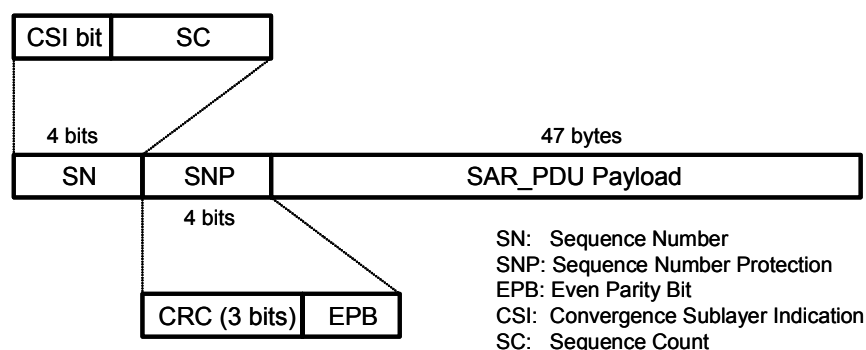 CSI bit SC
4 bits 47 bytes
SN SNP SAR_PDU Payload
4 bits
SN: Sequence Number
SNP: Sequence Number Protection
EPB: Even Parity Bit
CSI: Convergence Sublayer Indication
SC: Sequence Count
CRC (3 bits) EPB